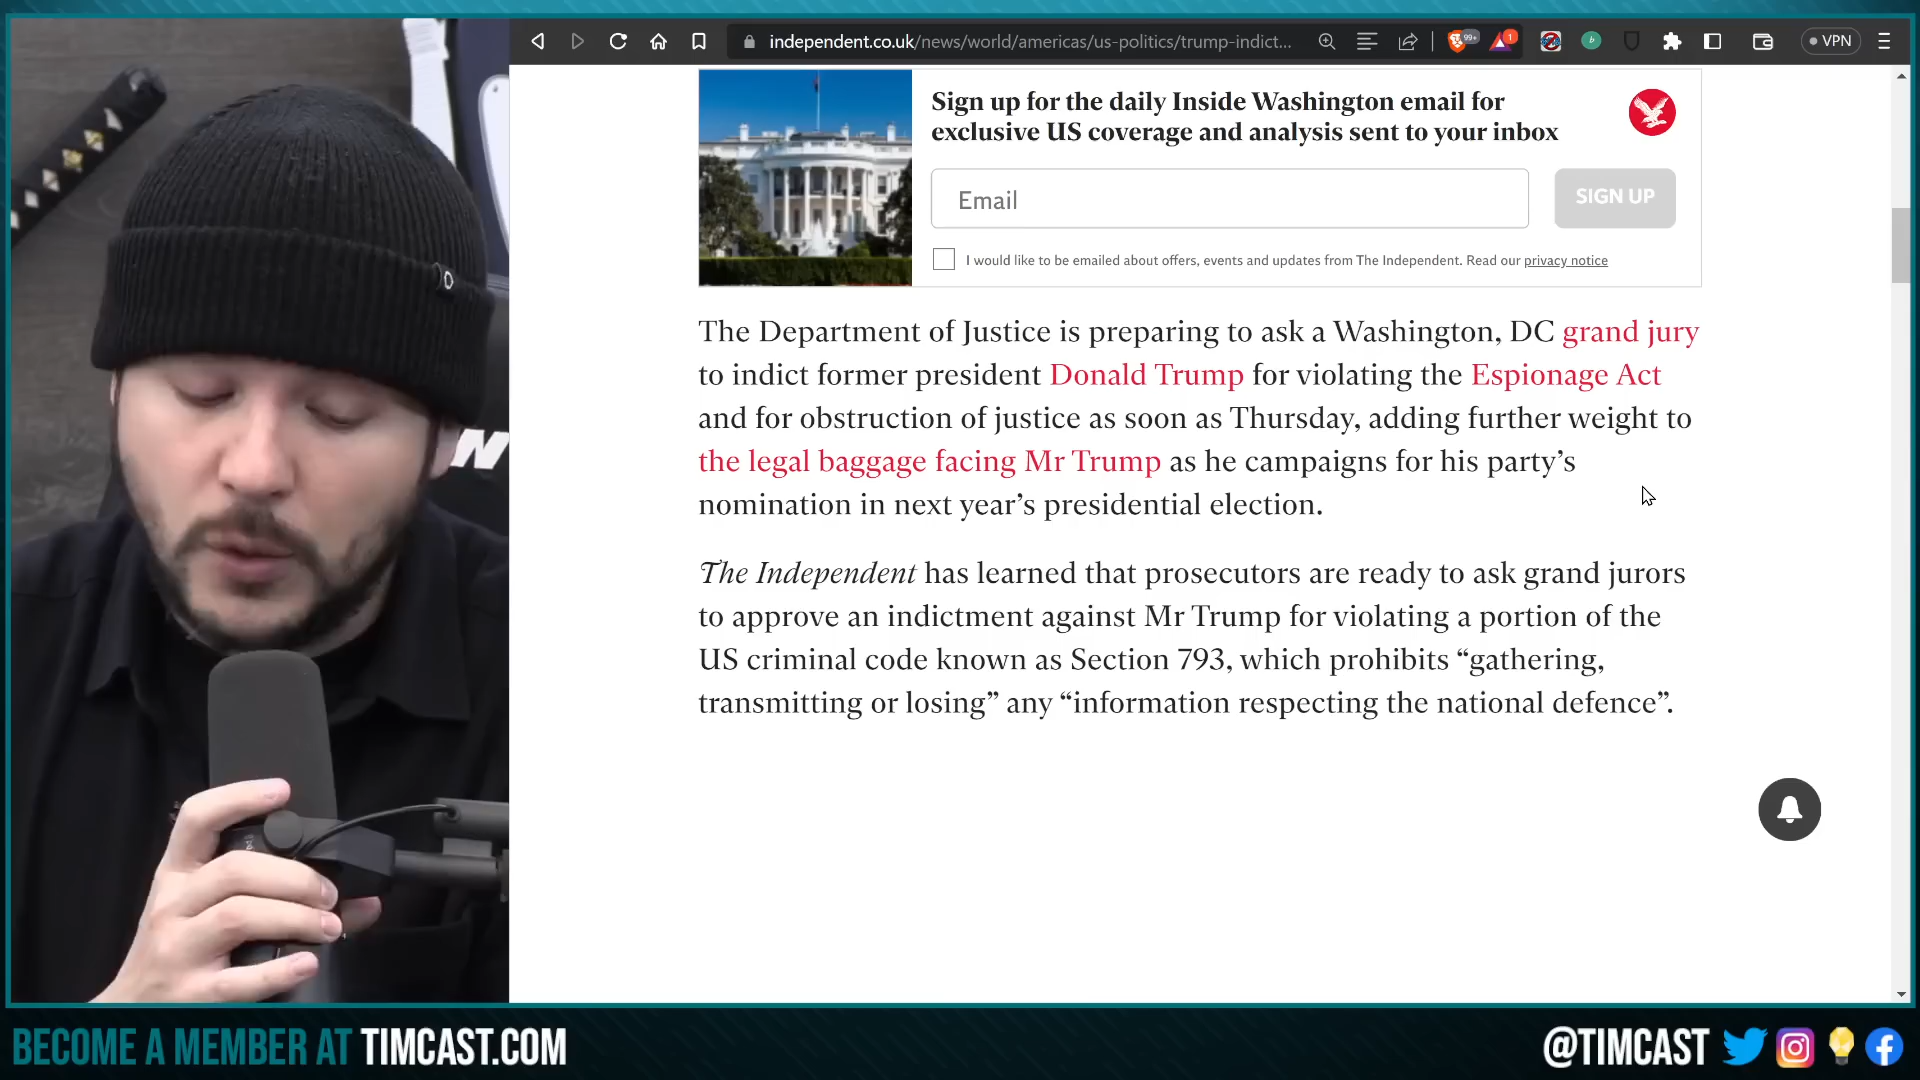 independent.co.uk/news/world/americas/us-politics/trump-indict...
99+
1
VPN
Sign up for the daily Inside Washington email for
exclusive US coverage and analysis sent to your inbox
Email
SIGN UP
I would like to be emailed about offers, events and updates from The Independent. Read our privacy notice
The Department of Justice is preparing to ask a Washington, DC grand jury
to indict former president Donald Trump for violating the Espionage Act
and for obstruction of justice as soon as Thursday, adding further weight to
the legal baggage facing Mr Trump as he campaigns for his party’s
nomination in next year’s presidential election.
The Independent has learned that prosecutors are ready to ask grand jurors
to approve an indictment against Mr Trump for violating a portion of the
US criminal code known as Section 793, which prohibits “gathering,
transmitting or losing” any “information respecting the national defence”.
BECOME A MEMBER AT TIMCAST.COM
@TIMCAST